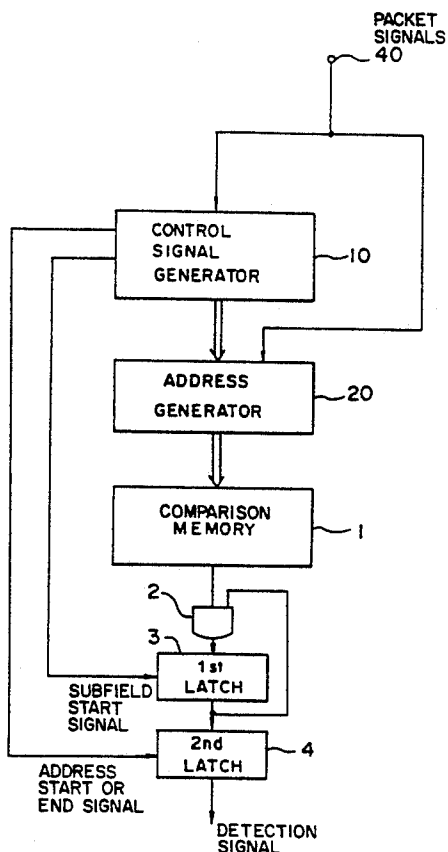 PACKET
SIGNALS
40
CONTROL
SIGNAL
GENERATOR
10
ADDRESS
GENERATOR
20
COMPARISON
MEMORY
1
2
3
1st
LATCH
SUBFIELD
START
SIGNAL
2nd
LATCH
4
ADDRESS
START OR
END SIGNAL
DETECTION
SIGNAL